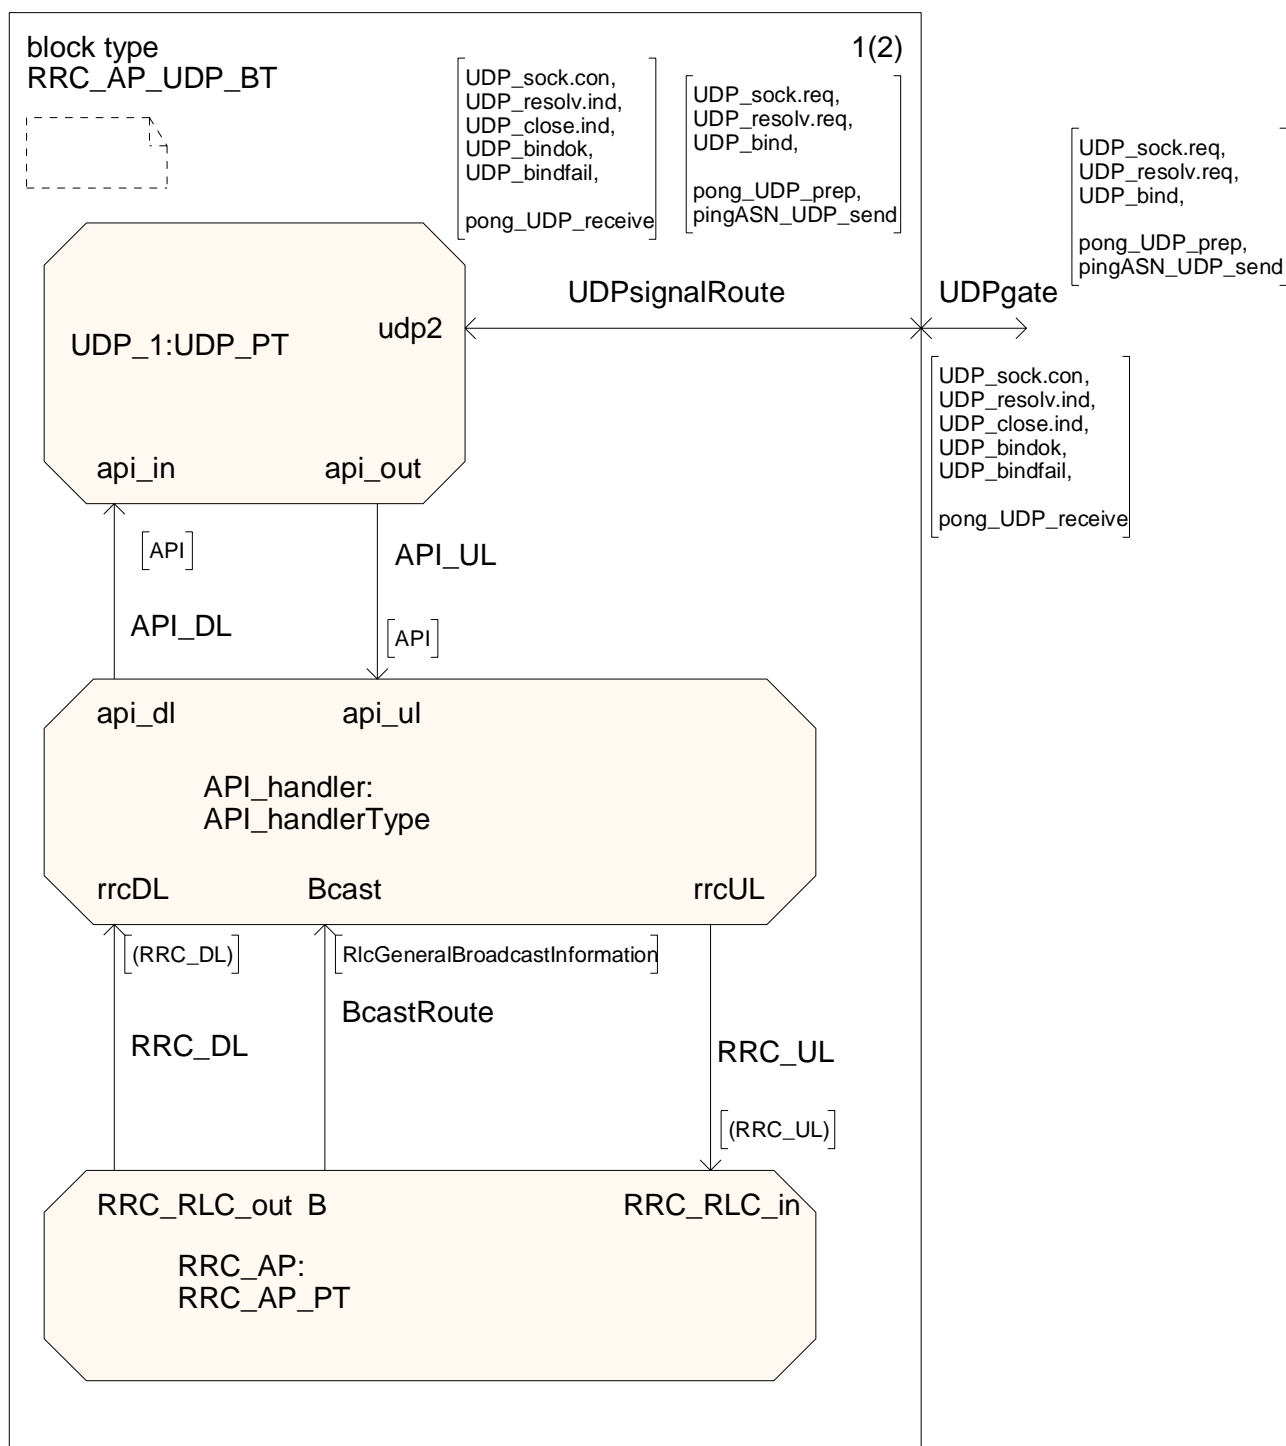 block type
RRC_AP_UDP_BT
1(2)
UDP_sock.con,
UDP_resolv.ind,
UDP_close.ind,
UDP_bindok,
UDP_bindfail,
pong_UDP_receive
UDP_sock.req,
UDP_resolv.req,
UDP_bind,
pong_UDP_prep,
pingASN_UDP_send
UDP_sock.req,
UDP_resolv.req,
UDP_bind,
pong_UDP_prep,
pingASN_UDP_send
UDPsignalRoute
UDPgate
udp2
UDP_1:UDP_PT
UDP_sock.con,
UDP_resolv.ind,
UDP_close.ind,
UDP_bindok,
UDP_bindfail,
pong_UDP_receive
api_in
api_out
[API]
API_UL
API_DL
[API]
api_dl
api_ul
API_handler:
API_handlerType
rrcDL
Bcast
rrcUL
[(RRC_DL)]
[RlcGeneralBroadcastInformation]
BcastRoute
RRC_DL
RRC_UL
[(RRC_UL)]
RRC_RLC_out
B
RRC_RLC_in
RRC_AP:
RRC_AP_PT